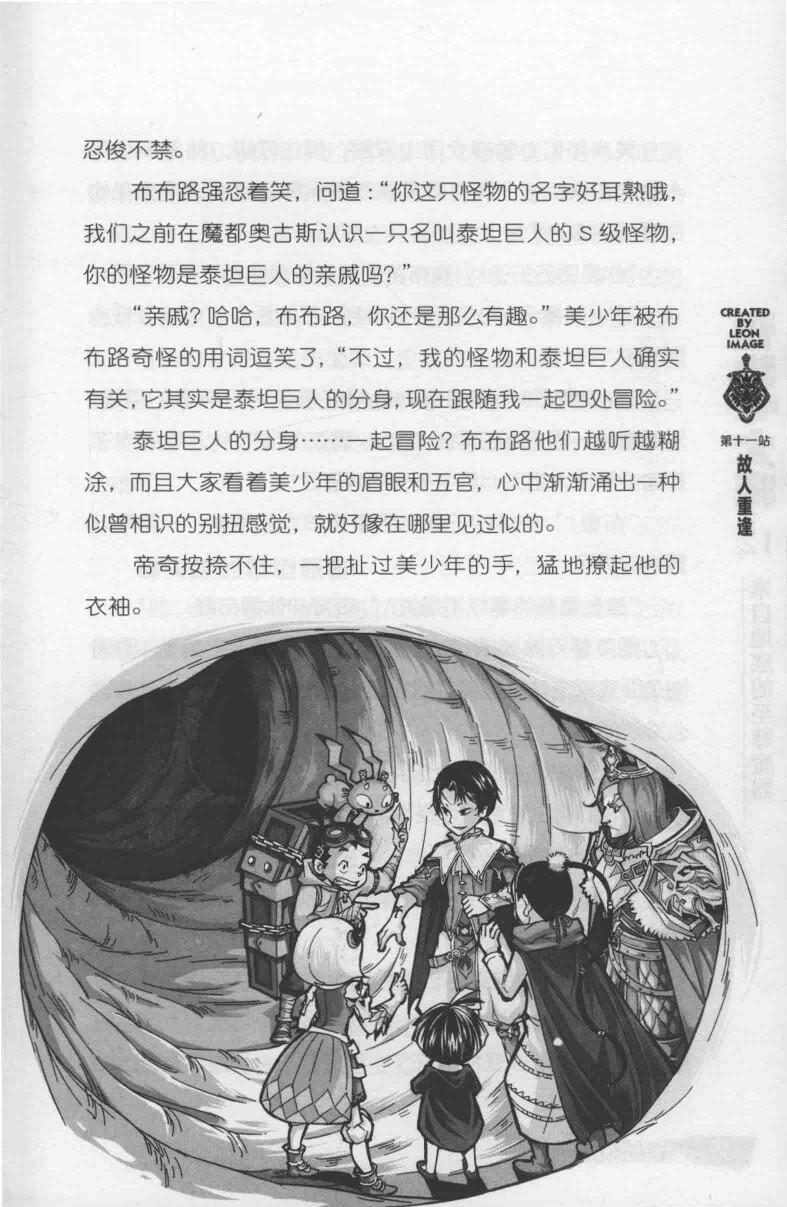 忍俊不禁。
布布路强忍着笑，问道：“你这只怪物的名字好耳熟哦，
我们之前在魔都奥古斯认识一只名叫泰坦巨人的 S 级怪物，
你的怪物是泰坦巨人的亲戚吗？”
“亲戚？哈哈，布布路，你还是那么有趣。”美少年被布
布路奇怪的用词逗笑了，“不过，我的怪物和泰坦巨人确实
有关，它其实是泰坦巨人的分身，现在跟随我一起四处冒险。”
泰坦巨人的分身……一起冒险？布布路他们越听越糊
涂，而且大家看着美少年的眉眼和五官，心中渐渐涌出一种
似曾相识的别扭感觉，就好像在哪里见过似的。
帝奇按捺不住，一把扯过美少年的手，猛地撩起他的
衣袖。
CREATED
BY
LEON
IMAGE
第十一站
故人重逢